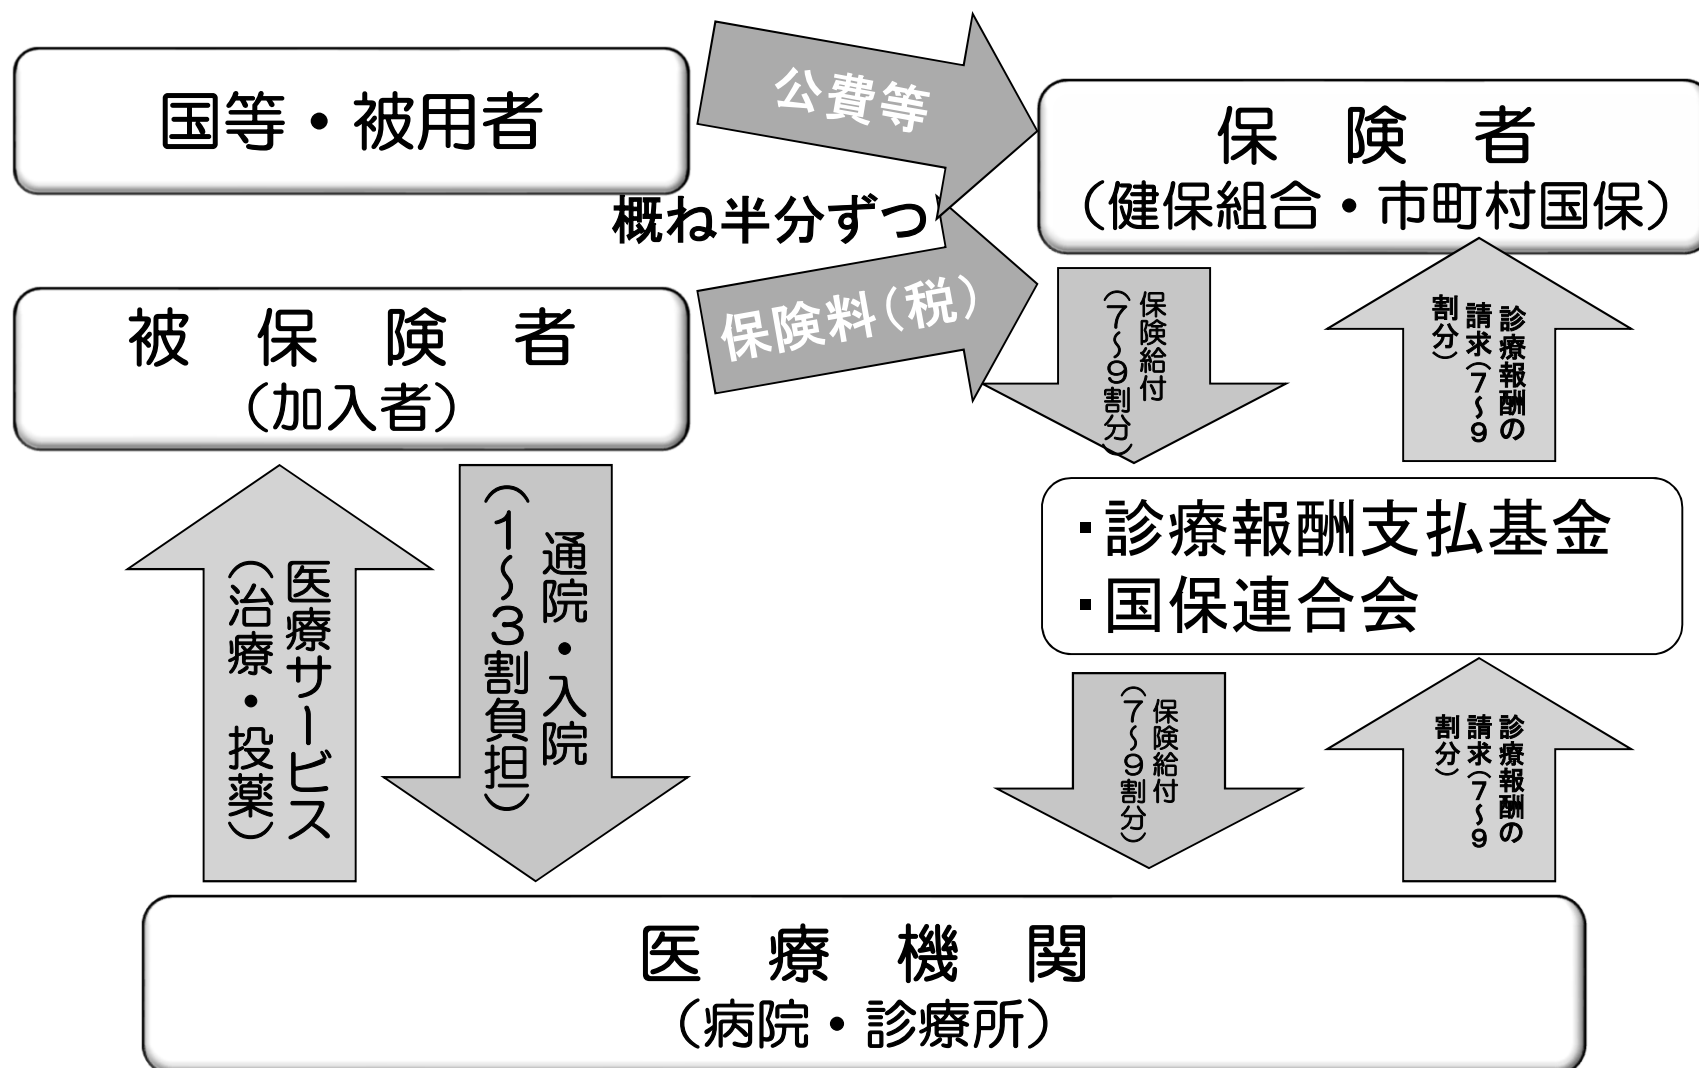 国等・被用者
公費等
保　険　者
（健保組合・市町村国保）
概ね半分ずつ
被　保　険　者
（加入者）
保険料（税）
保険給付
（７～９割分）
診療報酬の
請求（７～９
割分）
・診療報酬支払基金
・国保連合会
医療サービス
（治療・投薬）
通院・入院
（１～３割負担）
保険給付
（７～９割分）
診療報酬の
請求（７～９
割分）
医　療　機　関
（病院・診療所）